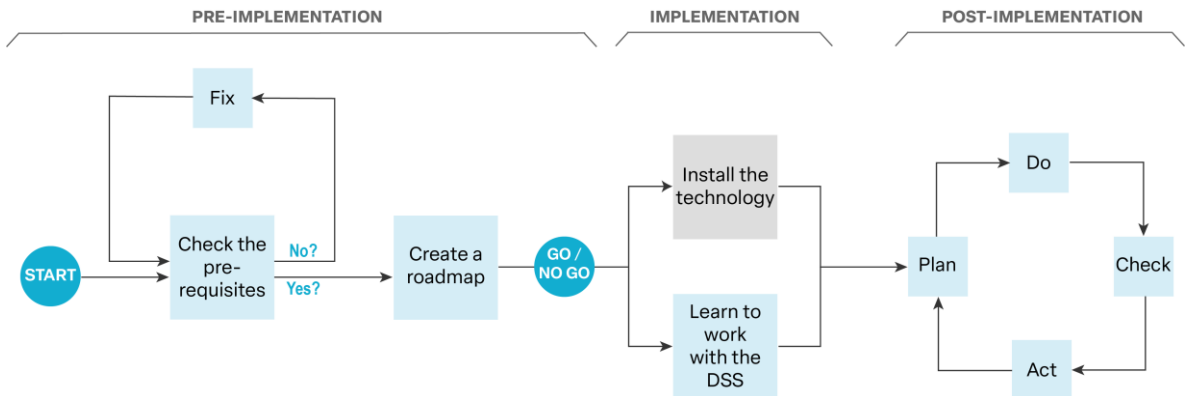 PRE-IMPLEMENTATION
IMPLEMENTATION
POST-IMPLEMENTATION
Fix
START
Check the
pre-
requisites
No?
Yes?
Create a
roadmap
GO /
NO GO
Install the
technology
Learn to
work
with the
DSS
Plan
Do
Check
Act